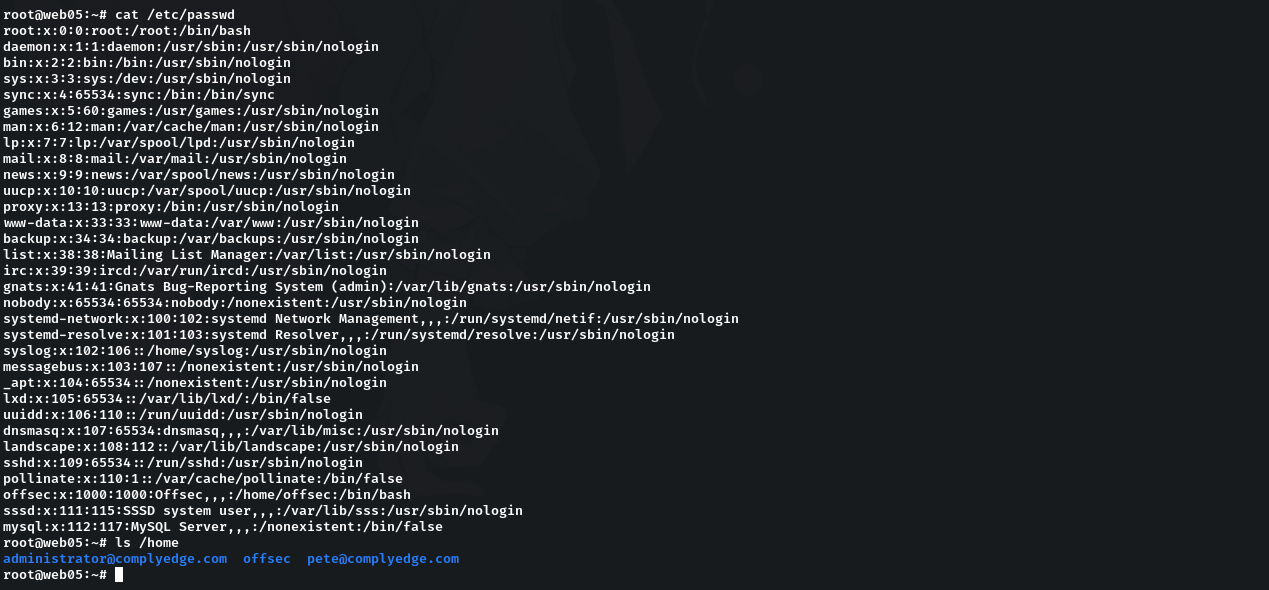 root@web05:~# cat /etc/passwd
root:x:0:0:root:/root:/bin/bash
daemon:x:1:1:daemon:/usr/sbin:/usr/sbin/nologin
bin:x:2:2:bin:/bin:/usr/sbin/nologin
sys:x:3:3:sys:/dev:/usr/sbin/nologin
sync:x:4:65534:sync:/bin:/bin/sync
games:x:5:60:games:/usr/games:/usr/sbin/nologin
man:x:6:12:man:/var/cache/man:/usr/sbin/nologin
lp:x:7:7:lp:/var/spool/lpd:/usr/sbin/nologin
mail:x:8:8:mail:/var/mail:/usr/sbin/nologin
news:x:9:9:news:/var/spool/news:/usr/sbin/nologin
uucp:x:10:10:uucp:/var/spool/uucp:/usr/sbin/nologin
proxy:x:13:13:proxy:/bin:/usr/sbin/nologin
www-data:x:33:33:www-data:/var/www:/usr/sbin/nologin
backup:x:34:34:backup:/var/backups:/usr/sbin/nologin
list:x:38:38:Mailing List Manager:/var/list:/usr/sbin/nologin
irc:x:39:39:ircd:/var/run/ircd:/usr/sbin/nologin
gnats:x:41:41:Gnats Bug-Reporting System (admin):/var/lib/gnats:/usr/sbin/nologin
nobody:x:65534:65534:nobody:/nonexistent:/usr/sbin/nologin
systemd-network:x:100:102:systemd Network Management,,,:/run/systemd/netif:/usr/sbin/nologin
systemd-resolve:x:101:103:systemd Resolver,,,:/run/systemd/resolve:/usr/sbin/nologin
syslog:x:102:106::/home/syslog:/usr/sbin/nologin
messagebus:x:103:107::/nonexistent:/usr/sbin/nologin
_apt:x:104:65534::/nonexistent:/usr/sbin/nologin
lxd:x:105:65534::/var/lib/lxd/:/bin/false
uuidd:x:106:110::/run/uuidd:/usr/sbin/nologin
dnsmasq:x:107:65534:dnsmasq,,,:/var/lib/misc:/usr/sbin/nologin
landscape:x:108:112::/var/lib/landscape:/usr/sbin/nologin
sshd:x:109:65534::/run/sshd:/usr/sbin/nologin
pollinate:x:110:1::/var/cache/pollinate:/bin/false
offsec:x:1000:1000:Offsec,,,:/home/offsec:/bin/bash
sssd:x:111:115:SSSD system user,,,:/var/lib/sss:/usr/sbin/nologin
mysql:x:112:117:MySQL Server,,,:/nonexistent:/bin/false
root@web05:~# ls /home
administrator@complyedge.com  offsec  pete@complyedge.com
root@web05:~#